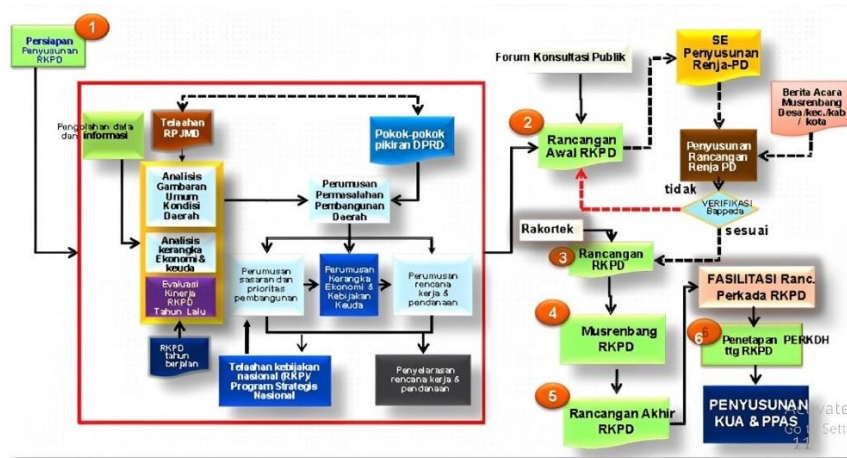 1
Persiapan
Penyusunan
RKPD
Pengolahan data
dan informasi
Telaahan
RPJMD
Pokok-pokok
pikiran DPRD
Analisis
Gambaran
Umum
Kondisi
Daerah
Perumusan
Permasalahan
Pembangunan
Daerah
Analisis
kerangka
Ekonomi &
keuda
Evaluasi
Kinerja
RKPD
Tahun Lalu
RKPD
tahun
berjalan
Perumusan
sasaran dan
prioritas
pembangunan
Perumusan
Kerangka
Ekonomi &
Kebijakan
Keuda
Perumusan
rencana
kerja &
pendanaan
Telaahan kebijakan
nasional (RKP)/
Program Strategis
Nasional
Penyelarasan
rencana kerja &
pendanaan
Forum Konsultasi Publik
2
Rancangan
Awal RKPD
SE
Penyusunan
Renja-PD
Berita Acara
Musrenbang
Desa/kec./kab
/ kota
Penyusunan
Rancangan
Renja PD
tidak
VERIFIKASI
Bappeda
sesuai
Rakortek
3
Rancangan
RKPD
4
Musrenbang
RKPD
5
Rancangan Akhir
RKPD
FASILITASI Ranc.
Perkada RKPD
6
Penetapan PERKDH
ttg RKPD
PENYUSUNAN
KUA & PPAS
11